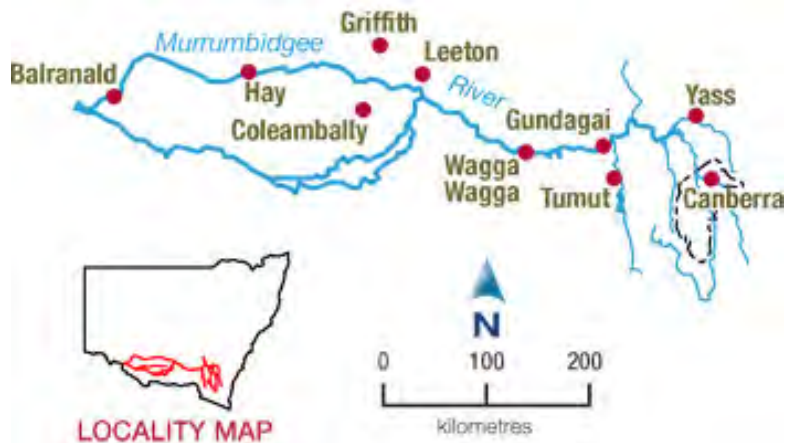 Griffith
Murrumbidgee
Leeton
Balranald
Hay
River
Yass
Coleambally
Gundagai
Wagga
Wagga
Tumut
Canberra
N
0 100 200
kilometres
LOCALITY MAP